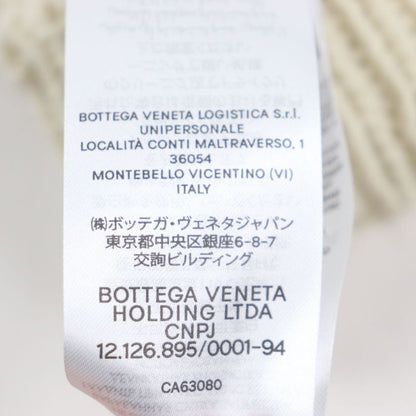 BOTTEGA VENETA LOGISTICA S.r.l.
UNIPERSONALE
LOCALITÀ CONTI MALTRAVERSO, 1
36054
MONTEBELLO VICENTINO (VI)
ITALY
(株)ボッテガ・ヴェネタジャパン
東京都中央区銀座6-8-7
交詢ビルディング
BOTTEGA VENETA
HOLDING LTDA
CNPJ
12.126.895/0001-94
CA63080